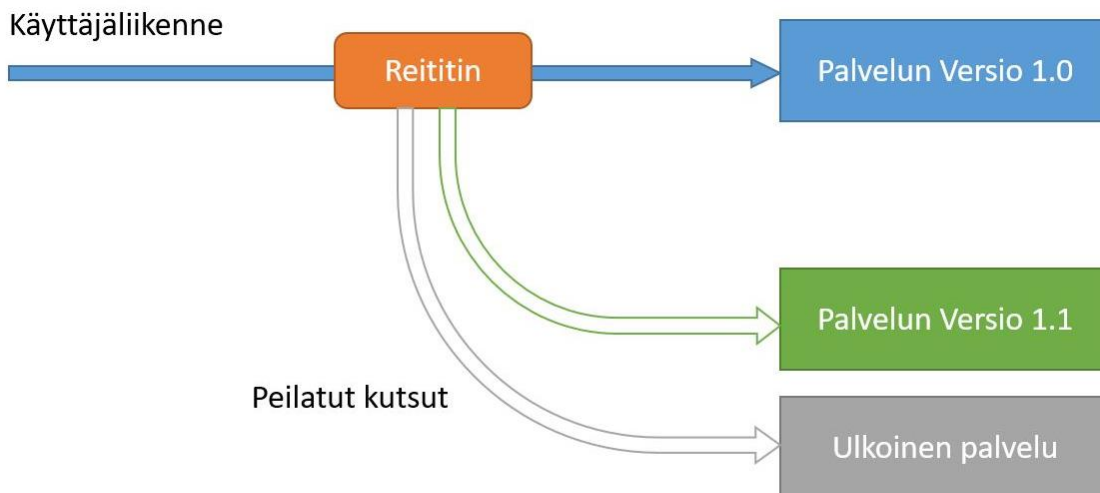 Käyttäjäliikenne
Reititin
Palvelun Versio 1.0
Palvelun Versio 1.1
Peilatut kutsut
Ulkoinen palvelu